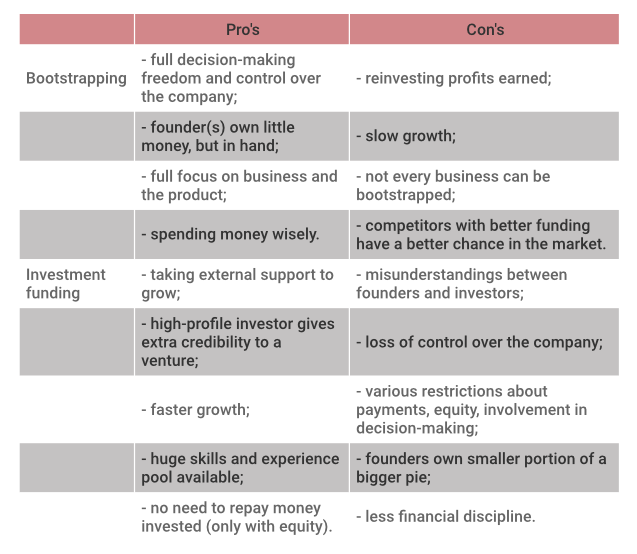 Pro's
Con's
Bootstrapping
- full decision-making
freedom and control over
the company;
- reinvesting profits earned;
- founder(s) own little
money, but in hand;
- slow growth;
- full focus on business and
the product;
- not every business can be
bootstrapped;
- spending money wisely.
- competitors with better funding
have a better chance in the market.
Investment
funding
- taking external support to
grow;
- misunderstandings between
founders and investors;
- high-profile investor gives
extra credibility to a
venture;
- loss of control over the company;
- faster growth;
- various restrictions about
payments, equity, involvement in
decision-making;
- huge skills and experience
pool available;
- founders own smaller portion of a
bigger pie;
- no need to repay money
invested (only with equity).
- less financial discipline.